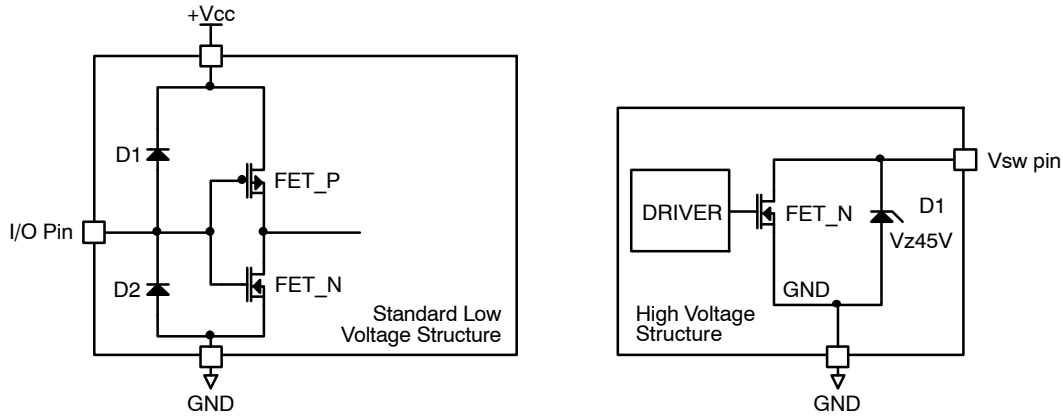 +Vcc
D1
FET_P
I/O Pin
D2
FET_N
Standard Low
Voltage Structure
GND
Vsw pin
DRIVER
FET_N
D1
Vz45V
GND
High Voltage
Structure
GND